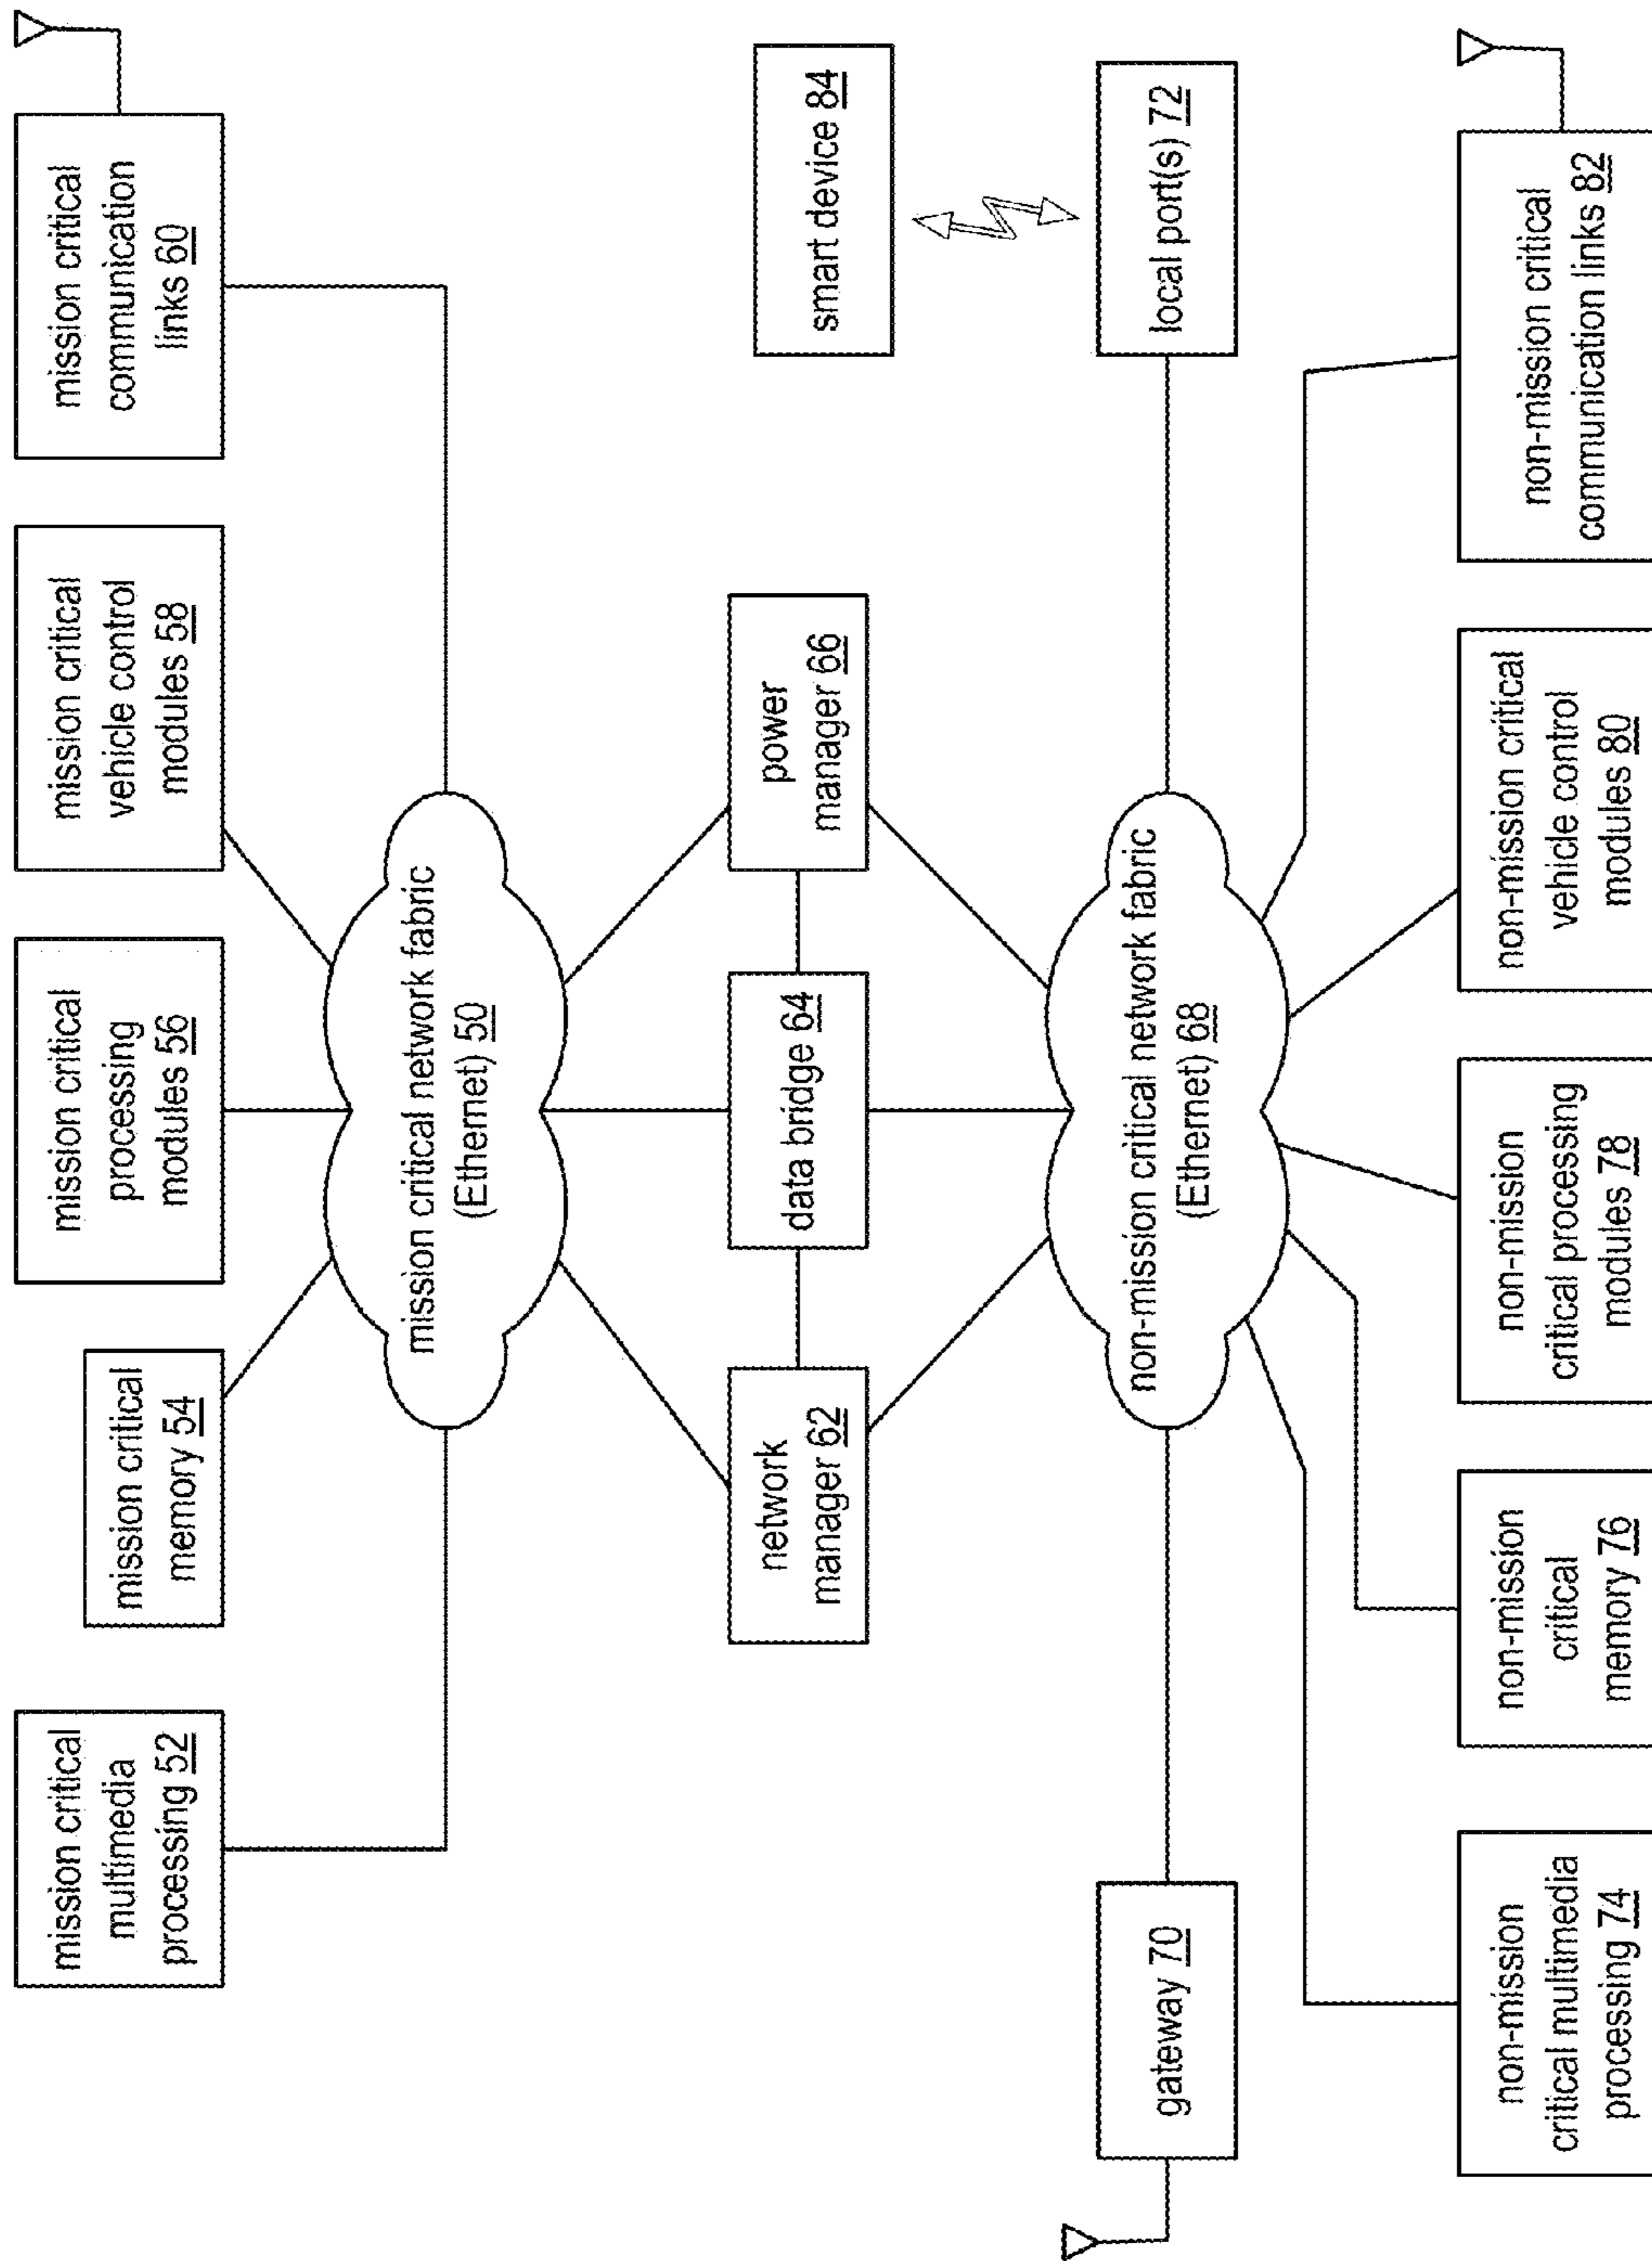 mission critical
multimedia
processing 52
mission critical
memory 54
mission critical
processing
modules 56
mission critical
vehicle control
modules 58
mission critical
communication
links 60
mission critical network fabric
(Ethernet) 50
network
manager 62
data bridge 64
power
manager 66
smart device 84
gateway 70
non-mission critical network fabric
(Ethernet) 68
local port(s) 72
non-mission
critical multimedia
processing 74
non-mission
critical
memory 76
non-mission
critical processing
modules 78
non-mission critical
vehicle control
modules 80
non-mission critical
communication links 82